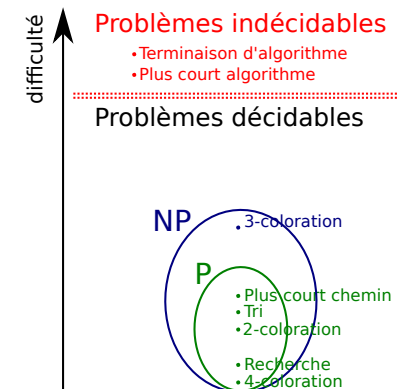 difficulté
Problèmes indécidables
•Terminaison d'algorithme
•Plus court algorithme
Problèmes décidables
NP
•3-coloration
P
•Plus court chemin
•Tri
•2-coloration
•Recherche
•4-coloration